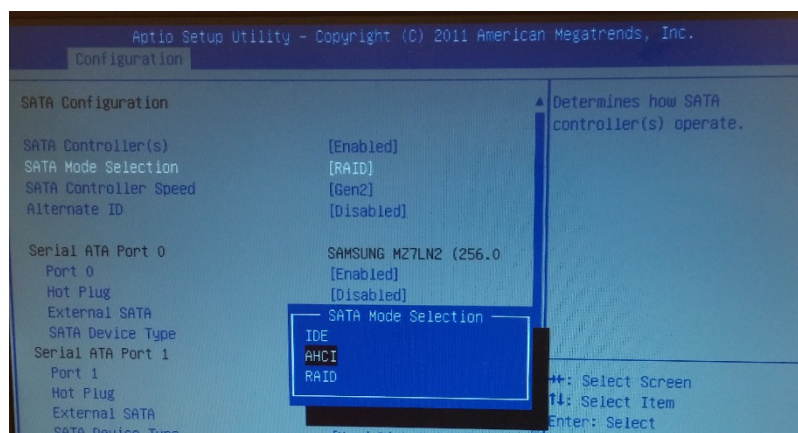 Aptio Setup Utility - Copyright (C) 2011 American Megatrends, Inc.
Configuration
SATA Configuration
SATA Controller(s) [Enabled]
SATA Mode Selection [RAID]
SATA Controller Speed [Gen2]
Alternate ID [Disabled]
Serial ATA Port 0 SAMSUNG MZ7LN2 (256.0
Port 0 [Enabled]
Hot Plug [Disabled]
External SATA
SATA Device Type
Serial ATA Port 1
Port 1
Hot Plug
External SATA
SATA Device Type
SATA Mode Selection
IDE
AHCI
RAID
Determines how SATA
controller(s) operate.
: Select Screen
↑↓: Select Item
Enter: Select